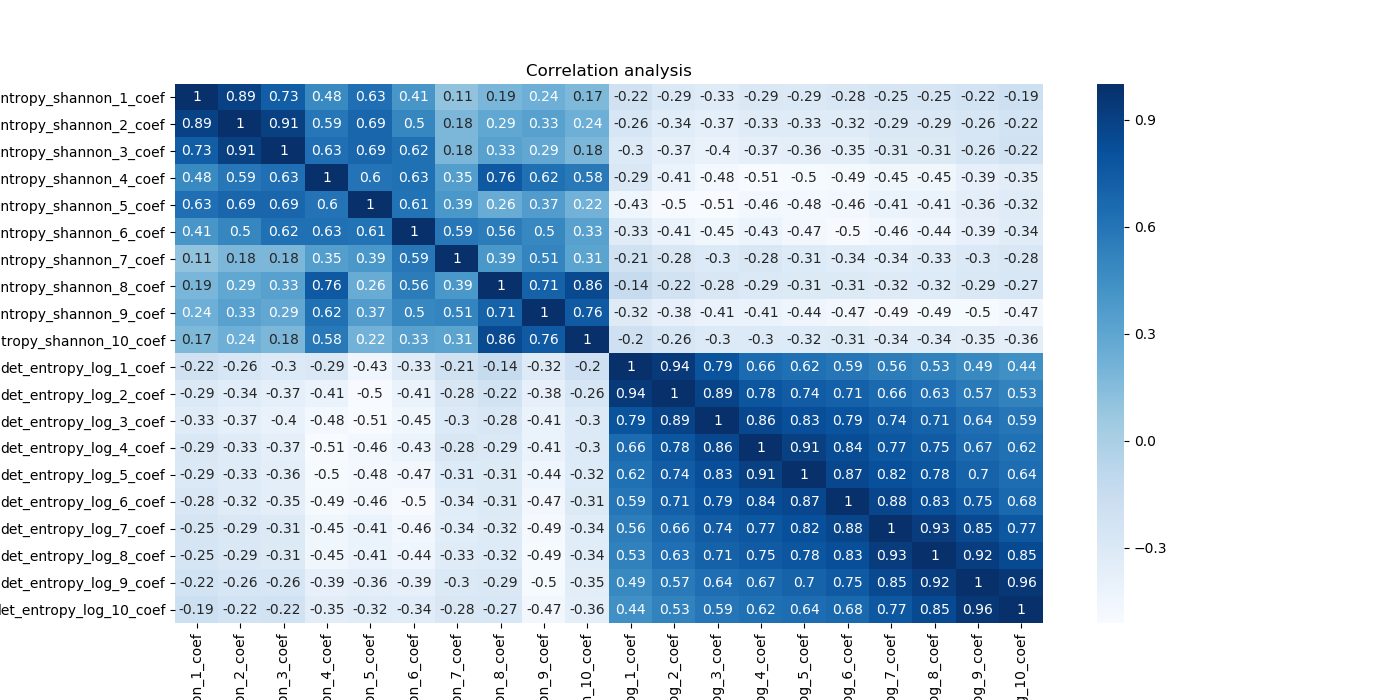 Correlation analysis
ntropy_shannon_1_coef 1 0.89 0.73 0.48 0.63 0.41 0.11 0.19 0.24 0.17 -0.22 -0.29 -0.33 -0.29 -0.29 -0.28 -0.25 -0.25 -0.22 -0.19
ntropy_shannon_2_coef 0.89 1 0.91 0.59 0.69 0.5 0.18 0.29 0.33 0.24 -0.26 -0.34 -0.37 -0.33 -0.33 -0.32 -0.29 -0.29 -0.26 -0.22
ntropy_shannon_3_coef 0.73 0.91 1 0.63 0.69 0.62 0.18 0.33 0.29 0.18 -0.3 -0.37 -0.4 -0.37 -0.36 -0.35 -0.31 -0.31 -0.26 -0.22
ntropy_shannon_4_coef 0.48 0.59 0.63 1 0.6 0.63 0.35 0.76 0.62 0.58 -0.29 -0.41 -0.48 -0.51 -0.5 -0.49 -0.45 -0.45 -0.39 -0.35
ntropy_shannon_5_coef 0.63 0.69 0.69 0.6 1 0.61 0.39 0.26 0.37 0.22 -0.43 -0.5 -0.51 -0.46 -0.48 -0.46 -0.41 -0.41 -0.36 -0.32
ntropy_shannon_6_coef 0.41 0.5 0.62 0.63 0.61 1 0.59 0.56 0.5 0.33 -0.33 -0.41 -0.45 -0.43 -0.47 -0.5 -0.46 -0.44 -0.39 -0.34
ntropy_shannon_7_coef 0.11 0.18 0.18 0.35 0.39 0.59 1 0.39 0.51 0.31 -0.21 -0.28 -0.3 -0.28 -0.31 -0.34 -0.34 -0.33 -0.3 -0.28
ntropy_shannon_8_coef 0.19 0.29 0.33 0.76 0.26 0.56 0.39 1 0.71 0.86 -0.14 -0.22 -0.28 -0.29 -0.31 -0.31 -0.32 -0.32 -0.29 -0.27
ntropy_shannon_9_coef 0.24 0.33 0.29 0.62 0.37 0.5 0.51 0.71 1 0.76 -0.32 -0.38 -0.41 -0.41 -0.44 -0.47 -0.49 -0.49 -0.5 -0.47
tropy_shannon_10_coef 0.17 0.24 0.18 0.58 0.22 0.33 0.31 0.86 0.76 1 -0.2 -0.26 -0.3 -0.3 -0.32 -0.31 -0.34 -0.34 -0.35 -0.36
det_entropy_log_1_coef -0.22 -0.26 -0.3 -0.29 -0.43 -0.33 -0.21 -0.14 -0.32 -0.2 1 0.94 0.79 0.66 0.62 0.59 0.56 0.53 0.49 0.44
det_entropy_log_2_coef -0.29 -0.34 -0.37 -0.41 -0.5 -0.41 -0.28 -0.22 -0.38 -0.26 0.94 1 0.89 0.78 0.74 0.71 0.66 0.63 0.57 0.53
det_entropy_log_3_coef -0.33 -0.37 -0.4 -0.48 -0.51 -0.45 -0.3 -0.28 -0.41 -0.3 0.79 0.89 1 0.86 0.83 0.79 0.74 0.71 0.64 0.59
det_entropy_log_4_coef -0.29 -0.33 -0.37 -0.51 -0.46 -0.43 -0.28 -0.29 -0.41 -0.3 0.66 0.78 0.86 1 0.91 0.84 0.77 0.75 0.67 0.62
det_entropy_log_5_coef -0.29 -0.33 -0.36 -0.5 -0.48 -0.47 -0.31 -0.31 -0.44 -0.32 0.62 0.74 0.83 0.91 1 0.87 0.82 0.78 0.7 0.64
det_entropy_log_6_coef -0.28 -0.32 -0.35 -0.49 -0.46 -0.5 -0.34 -0.31 -0.47 -0.31 0.59 0.71 0.79 0.84 0.87 1 0.88 0.83 0.75 0.68
det_entropy_log_7_coef -0.25 -0.29 -0.31 -0.45 -0.41 -0.46 -0.34 -0.32 -0.49 -0.34 0.56 0.66 0.74 0.77 0.82 0.88 1 0.93 0.85 0.77
det_entropy_log_8_coef -0.25 -0.29 -0.31 -0.45 -0.41 -0.44 -0.33 -0.32 -0.49 -0.34 0.53 0.63 0.71 0.75 0.78 0.83 0.93 1 0.92 0.85
det_entropy_log_9_coef -0.22 -0.26 -0.26 -0.39 -0.36 -0.39 -0.3 -0.29 -0.5 -0.35 0.49 0.57 0.64 0.67 0.7 0.75 0.85 0.92 1 0.96
et_entropy_log_10_coef -0.19 -0.22 -0.22 -0.35 -0.32 -0.34 -0.28 -0.27 -0.47 -0.36 0.44 0.53 0.59 0.62 0.64 0.68 0.77 0.85 0.96 1
on_1_coef
on_2_coef
on_3_coef
on_4_coef
on_5_coef
on_6_coef
on_7_coef
on_8_coef
on_9_coef
n_10_coef
og_1_coef
og_2_coef
og_3_coef
og_4_coef
og_5_coef
og_6_coef
og_7_coef
og_8_coef
og_9_coef
g_10_coef
0.9
0.6
0.3
0.0
−0.3